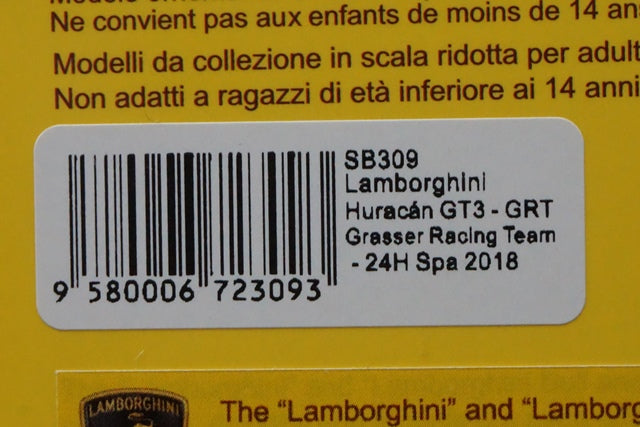 Ne convient pas aux enfants de moins de 14 an
Modelli da collezione in scala ridotta per adult
Non adatti a ragazzi di età inferiore ai 14 anni
SB309
Lamborghini
Huracán GT3 - GRT
Grasser Racing Team
- 24H Spa 2018
9 580006 723093
LAMBORGHINI
The “Lamborghini” and “Lamborg